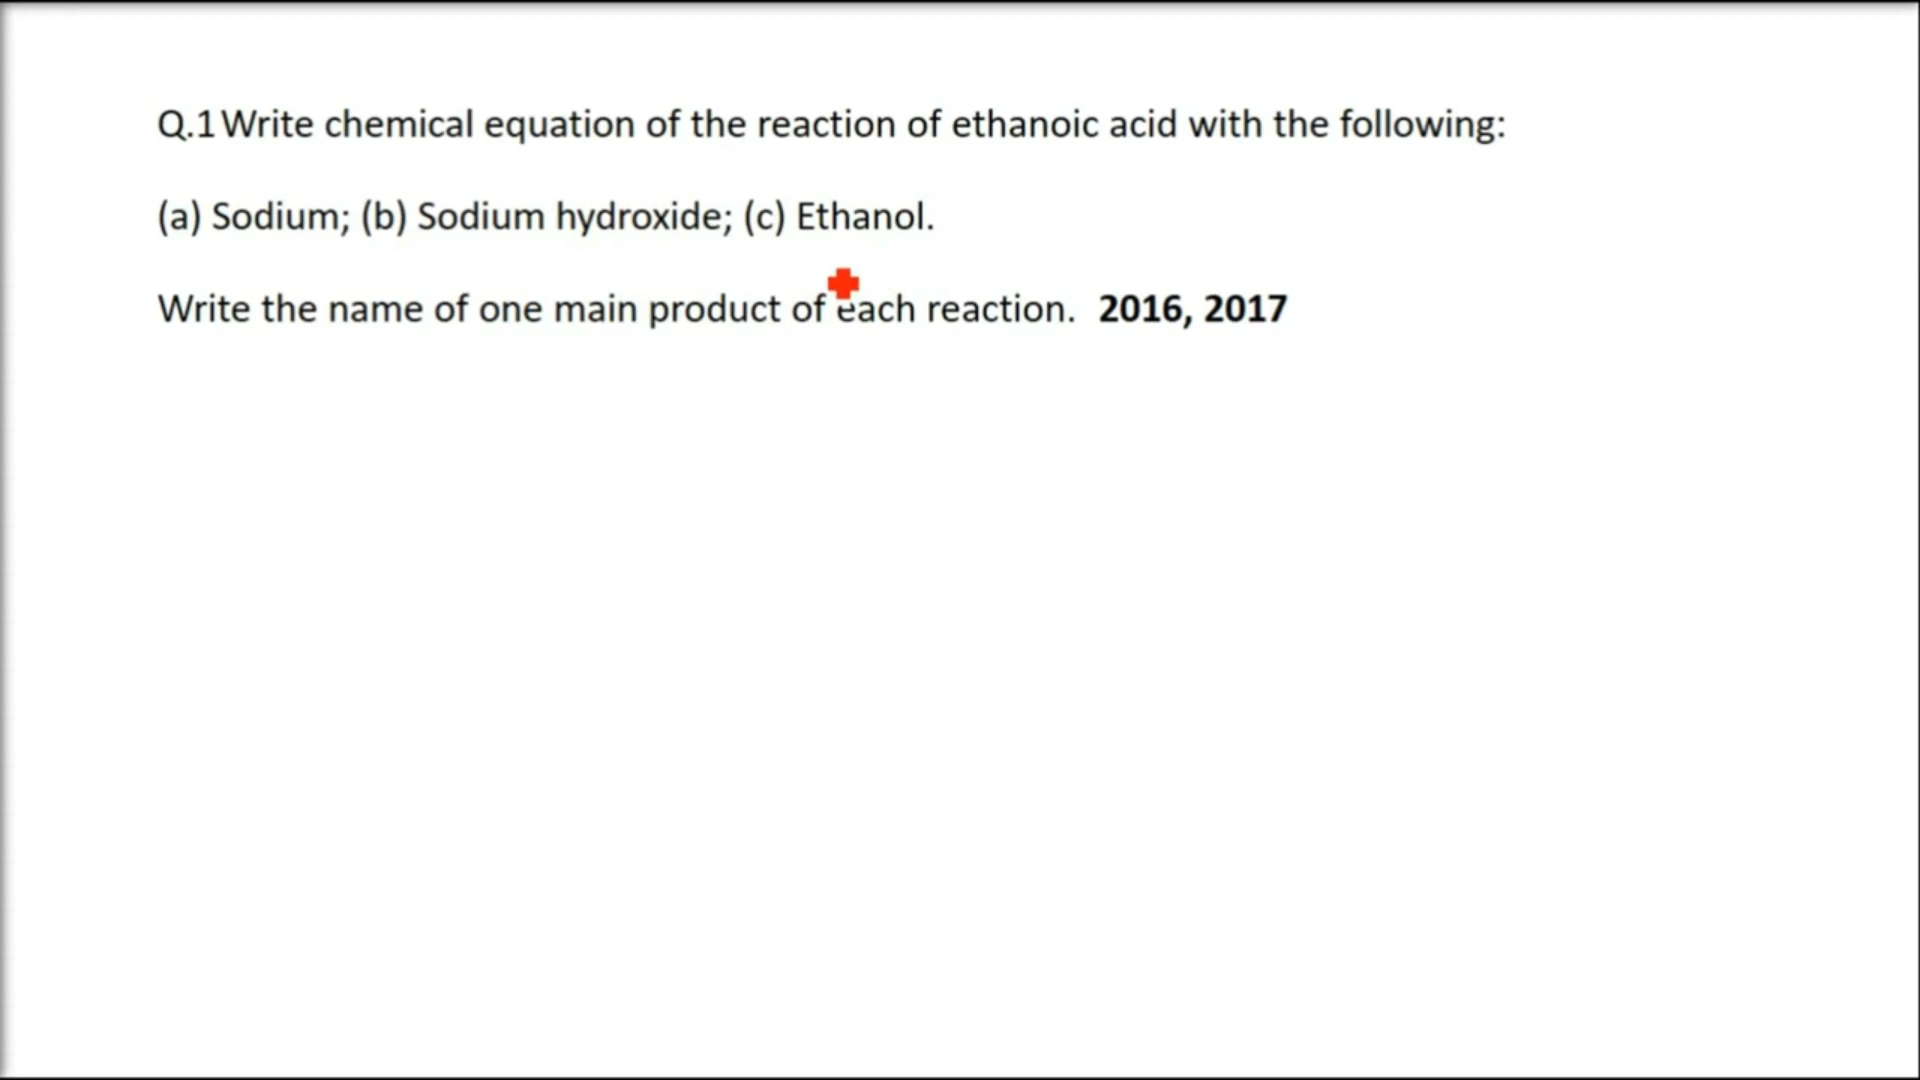 Q.1 Write chemical equation of the reaction of ethanoic acid with the following:
(a) Sodium; (b) Sodium hydroxide; (c) Ethanol.
Write the name of one main product of each reaction. 2016, 2017